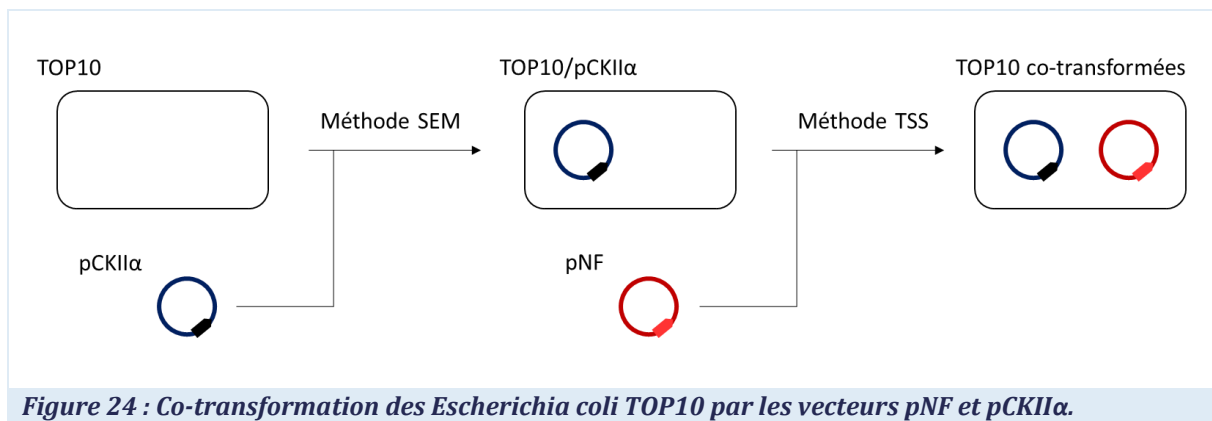 TOP10
TOP10/pCKIIα
TOP10 co-transformées
Méthode SEM
Méthode TSS
pCKIIα
pNF
Figure 24 : Co-transformation des Escherichia coli TOP10 par les vecteurs pNF et pCKIIα.